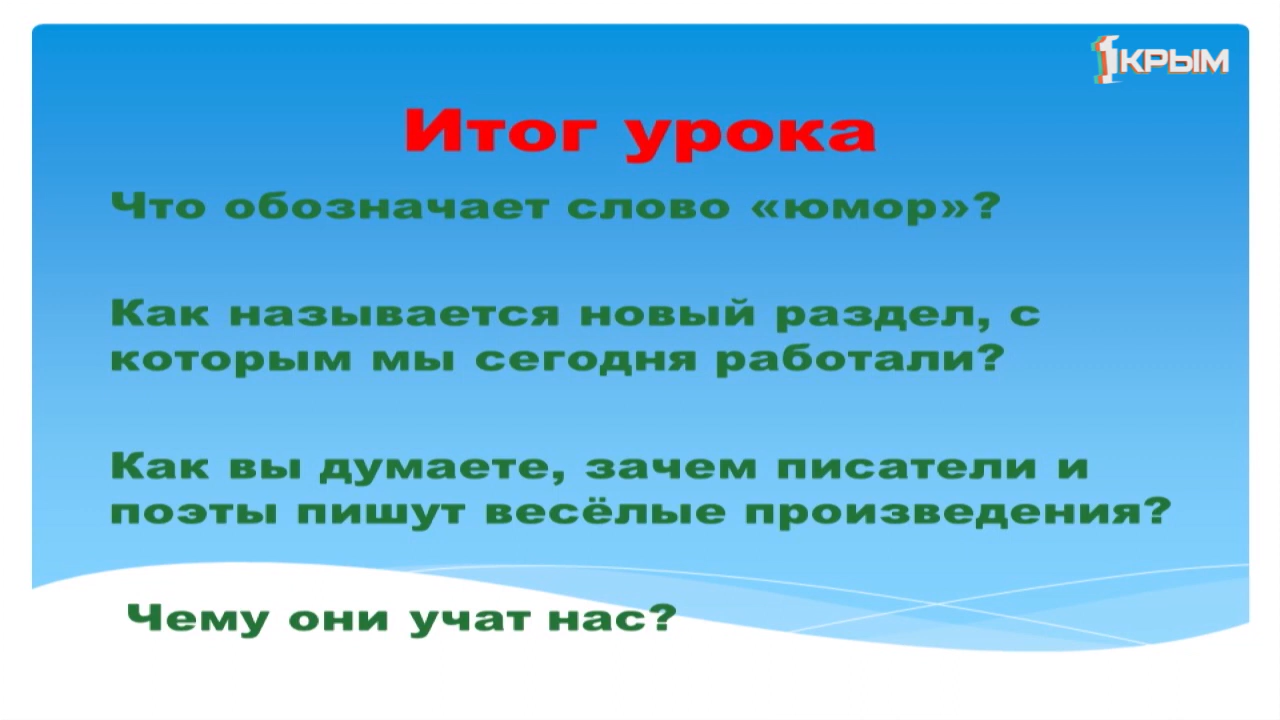 1КРЫМ
Итог урока
Что обозначает слово «юмор»?
Как называется новый раздел, с
которым мы сегодня работали?
Как вы думаете, зачем писатели и
поэты пишут весёлые произведения?
Чему они учат нас?